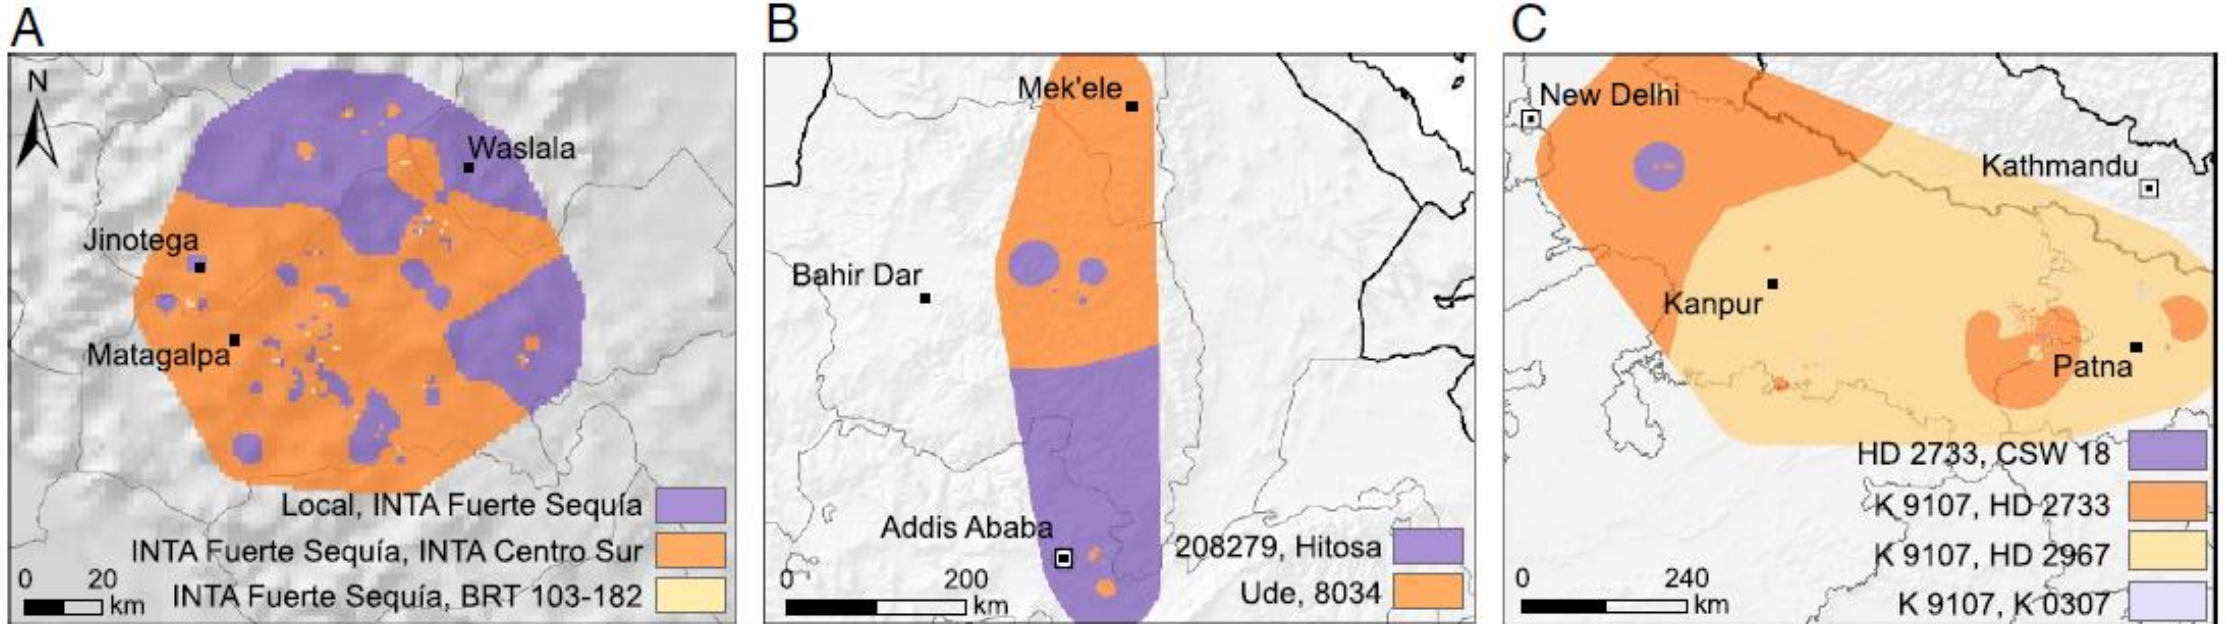 A
N
Waslala
Jinotega
Matagalpa
Local, INTA Fuerte Sequía
INTA Fuerte Sequía, INTA Centro Sur
INTA Fuerte Sequía, BRT 103-182
0 20
km
B
Mek'ele
Bahir Dar
Addis Ababa
208279, Hitosa
Ude, 8034
0 200
km
C
New Delhi
Kathmandu
Kanpur
Patna
HD 2733, CSW 18
K 9107, HD 2733
K 9107, HD 2967
K 9107, K 0307
0 240
km